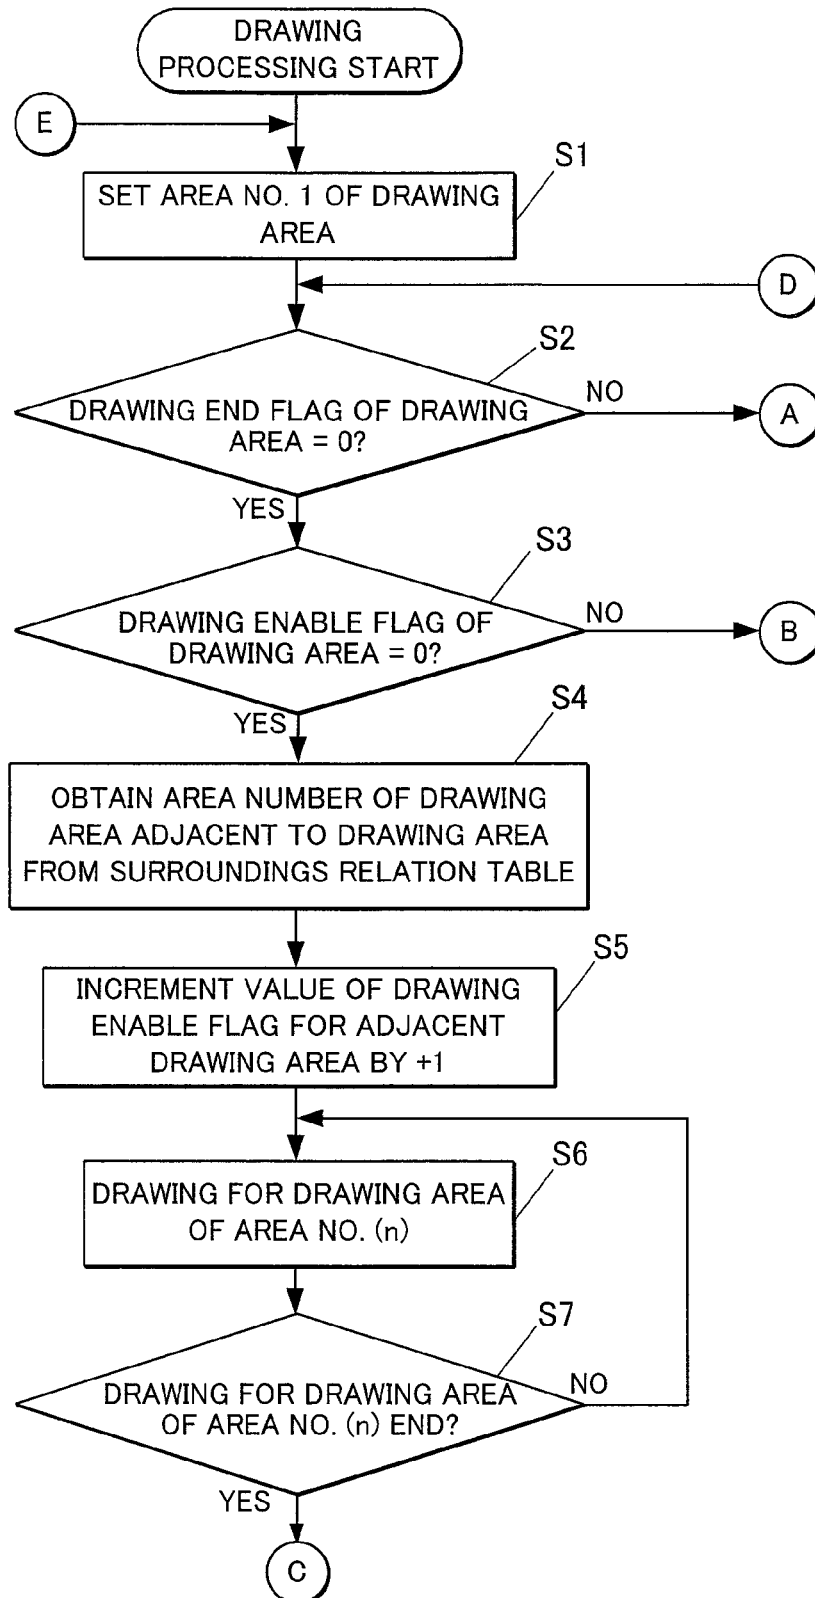 DRAWING
PROCESSING START
E
S1
SET AREA NO. 1 OF DRAWING
AREA
D
S2
DRAWING END FLAG OF DRAWING
AREA = 0?
NO
A
YES
S3
DRAWING ENABLE FLAG OF
DRAWING AREA = 0?
NO
B
YES
S4
OBTAIN AREA NUMBER OF DRAWING
AREA ADJACENT TO DRAWING AREA
FROM SURROUNDINGS RELATION TABLE
S5
INCREMENT VALUE OF DRAWING
ENABLE FLAG FOR ADJACENT
DRAWING AREA BY +1
S6
DRAWING FOR DRAWING AREA
OF AREA NO. (n)
S7
DRAWING FOR DRAWING AREA
OF AREA NO. (n) END?
NO
YES
C